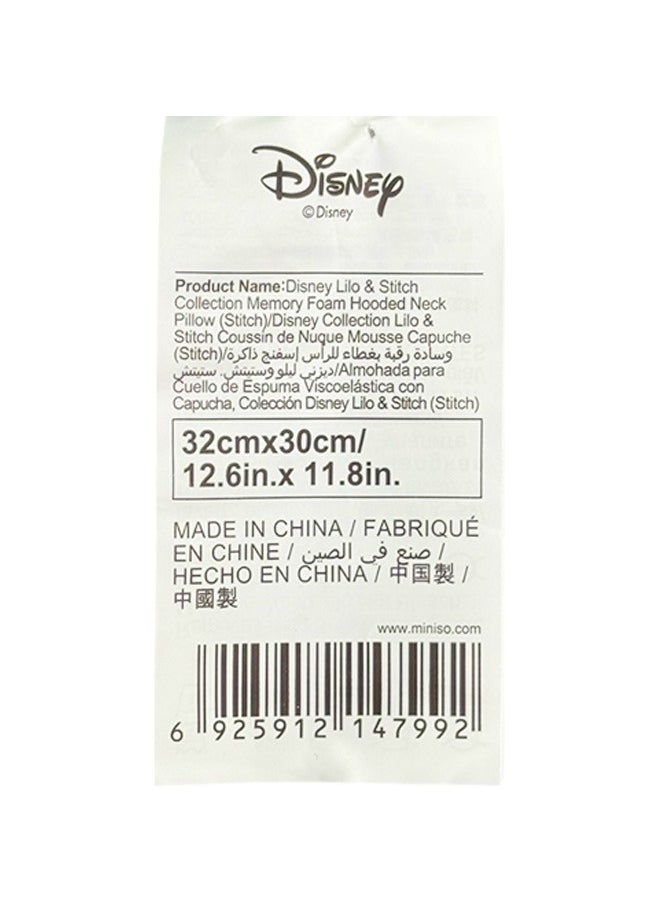 Disney
©Disney
Product Name:Disney Lilo & Stitch
Collection Memory Foam Hooded Neck
Pillow (Stitch)/Disney Collection Lilo &
Stitch Coussin de Nuque Mousse Capuche
(Stitch)/وسادة رقبة بغطاء للرأس إسفنج ذاكرة
ديزني ليلو وستيتش. ستيتش/Almohada para
Cuello de Espuma Viscoelástica con
Capucha, Colección Disney Lilo & Stitch (Stitch)
32cmx30cm/
12.6in.x 11.8in.
MADE IN CHINA / FABRIQUÉ
EN CHINE / صنع في الصين /
HECHO EN CHINA / 中国製 /
中國製
www.miniso.com
6 925912 147992